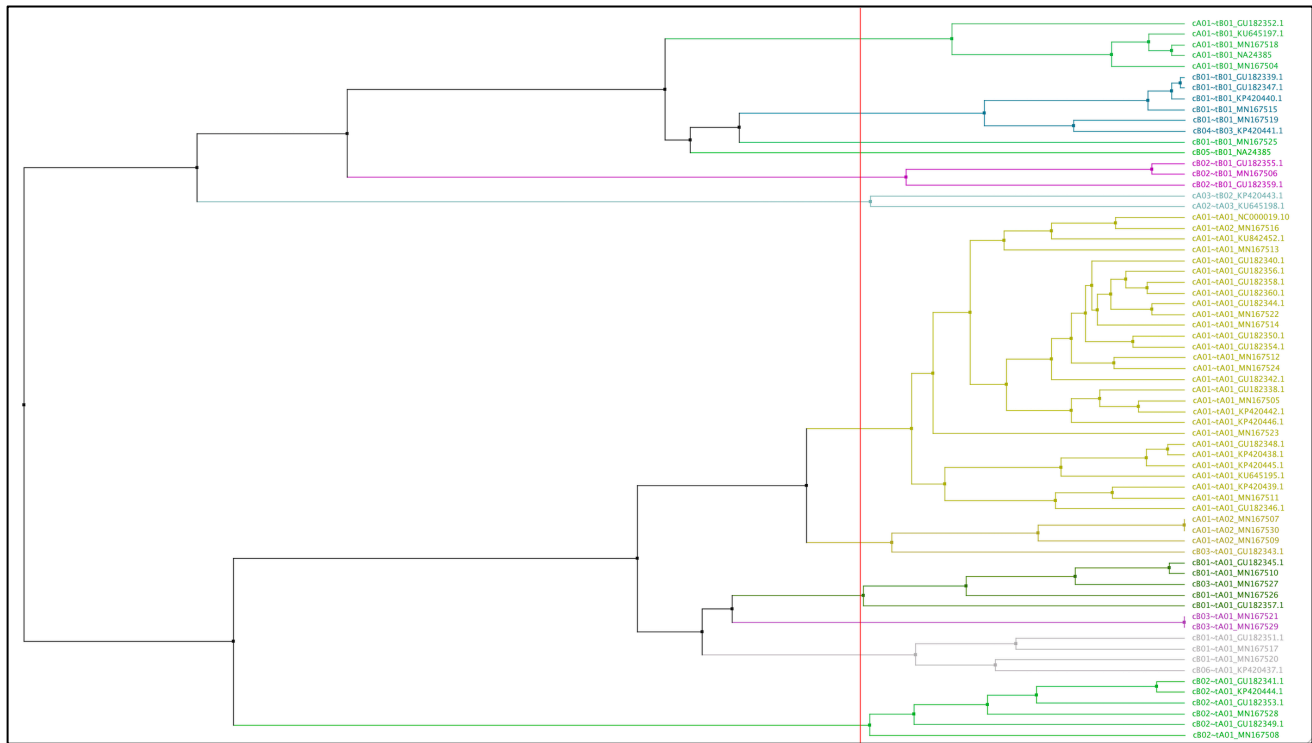 cA01~tB01_GU182352.1
cA01~tB01_KU645197.1
cA01~tB01_MN167518
cA01~tB01_NA24385
cA01~tB01_MN167504
cB01~tB01_GU182339.1
cB01~tB01_GU182347.1
cB01~tB01_KP420440.1
cB01~tB01_MN167515
cB01~tB01_MN167519
cB04~tB03_KP420441.1
cB01~tB01_MN167525
cB05~tB01_NA24385
cB02~tB01_GU182355.1
cB02~tB01_MN167506
cB02~tB01_GU182359.1
cA03~tB02_KP420443.1
cA02~tA03_KU645198.1
cA01~tA01_NC000019.10
cA01~tA02_MN167516
cA01~tA01_KU842452.1
cA01~tA01_MN167513
cA01~tA01_GU182340.1
cA01~tA01_GU182356.1
cA01~tA01_GU182358.1
cA01~tA01_GU182360.1
cA01~tA01_GU182344.1
cA01~tA01_MN167522
cA01~tA01_MN167514
cA01~tA01_GU182350.1
cA01~tA01_GU182354.1
cA01~tA01_MN167512
cA01~tA01_MN167524
cA01~tA01_GU182342.1
cA01~tA01_GU182338.1
cA01~tA01_MN167505
cA01~tA01_KP420442.1
cA01~tA01_KP420446.1
cA01~tA01_MN167523
cA01~tA01_GU182348.1
cA01~tA01_KP420438.1
cA01~tA01_KP420445.1
cA01~tA01_KU645195.1
cA01~tA01_KP420439.1
cA01~tA01_MN167511
cA01~tA01_GU182346.1
cA01~tA02_MN167507
cA01~tA02_MN167530
cA01~tA02_MN167509
cB03~tA01_GU182343.1
cB01~tA01_GU182345.1
cB01~tA01_MN167510
cB03~tA01_MN167527
cB01~tA01_MN167526
cB01~tA01_GU182357.1
cB03~tA01_MN167521
cB03~tA01_MN167529
cB01~tA01_GU182351.1
cB01~tA01_MN167517
cB01~tA01_MN167520
cB06~tA01_KP420437.1
cB02~tA01_GU182341.1
cB02~tA01_KP420444.1
cB02~tA01_GU182353.1
cB02~tA01_MN167528
cB02~tA01_GU182349.1
cB02~tA01_MN167508